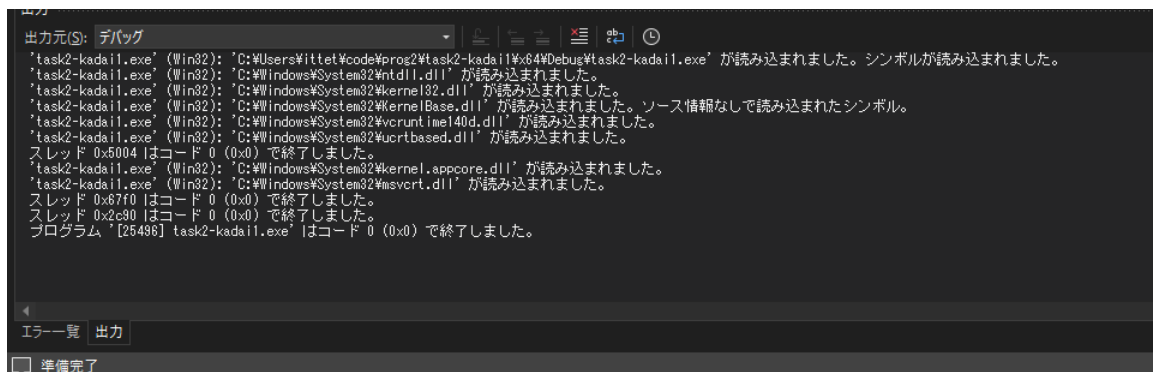 出力
出力元(S): デバッグ
'task2-kadai1.exe' (Win32): 'C:¥Users¥ittet¥code¥prog2¥task2-kadai1¥x64¥Debug¥task2-kadai1.exe' が読み込まれました。シンボルが読み込まれました。
'task2-kadai1.exe' (Win32): 'C:¥Windows¥System32¥ntdll.dll' が読み込まれました。
'task2-kadai1.exe' (Win32): 'C:¥Windows¥System32¥kernel32.dll' が読み込まれました。
'task2-kadai1.exe' (Win32): 'C:¥Windows¥System32¥KernelBase.dll' が読み込まれました。ソース情報なしで読み込まれたシンボル。
'task2-kadai1.exe' (Win32): 'C:¥Windows¥System32¥vcruntime140d.dll' が読み込まれました。
'task2-kadai1.exe' (Win32): 'C:¥Windows¥System32¥ucrtbased.dll' が読み込まれました。
スレッド 0x5004 はコード 0 (0x0) で終了しました。
'task2-kadai1.exe' (Win32): 'C:¥Windows¥System32¥kernel.appcore.dll' が読み込まれました。
'task2-kadai1.exe' (Win32): 'C:¥Windows¥System32¥msvcrt.dll' が読み込まれました。
スレッド 0x67f0 はコード 0 (0x0) で終了しました。
スレッド 0x2c90 はコード 0 (0x0) で終了しました。
プログラム '[25496] task2-kadai1.exe' はコード 0 (0x0) で終了しました。
エラー一覧 出力
準備完了